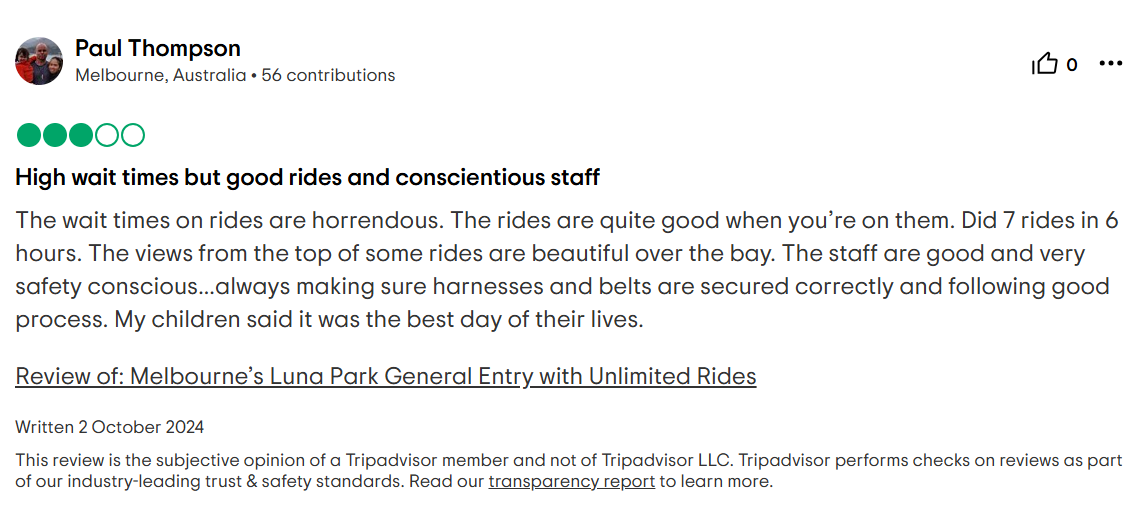 Paul Thompson
Melbourne, Australia • 56 contributions
0
High wait times but good rides and conscientious staff
The wait times on rides are horrendous. The rides are quite good when you’re on them. Did 7 rides in 6
hours. The views from the top of some rides are beautiful over the bay. The staff are good and very
safety conscious...always making sure harnesses and belts are secured correctly and following good
process. My children said it was the best day of their lives.
Review of: Melbourne’s Luna Park General Entry with Unlimited Rides
Written 2 October 2024
This review is the subjective opinion of a Tripadvisor member and not of Tripadvisor LLC. Tripadvisor performs checks on reviews as part
of our industry-leading trust & safety standards. Read our transparency report to learn more.